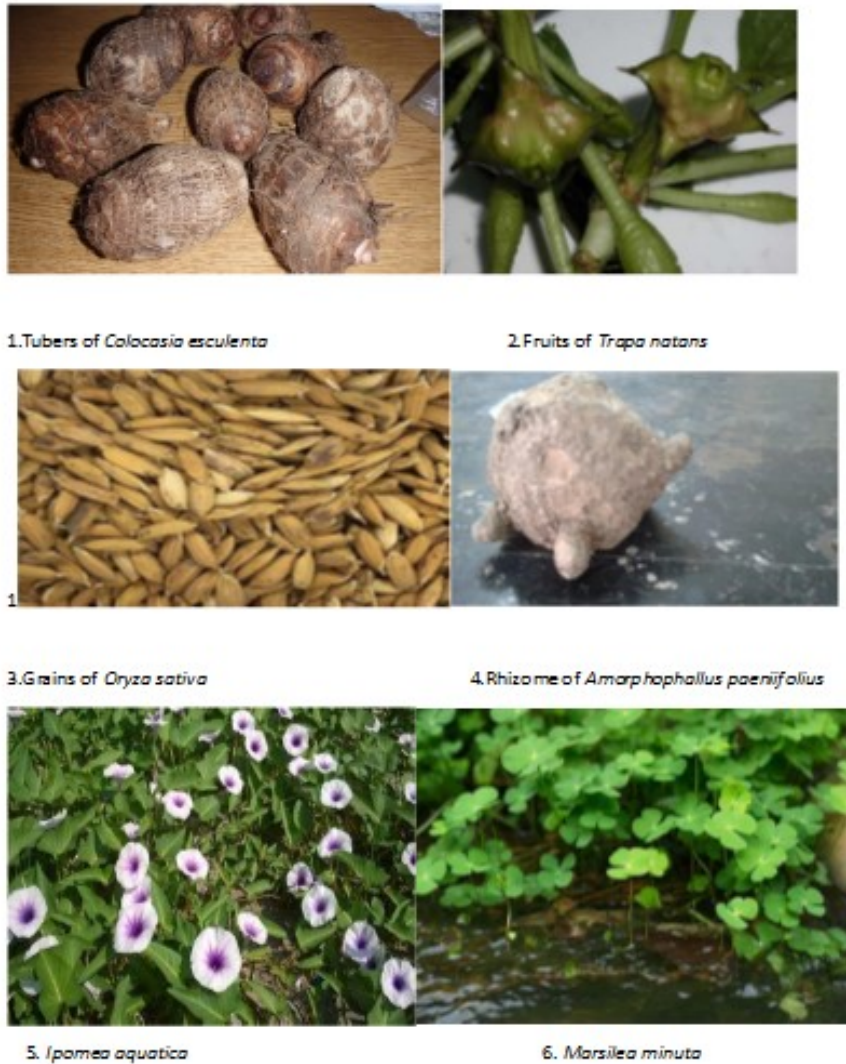 1.Tubers of Colocasia esculenta
2.Fruits of Trapa natans
1
3.Grains of Oryza sativa
4.Rhizome of Amorphophallus paeniifolius
5. Ipomea aquatica
6. Marsilea minuta